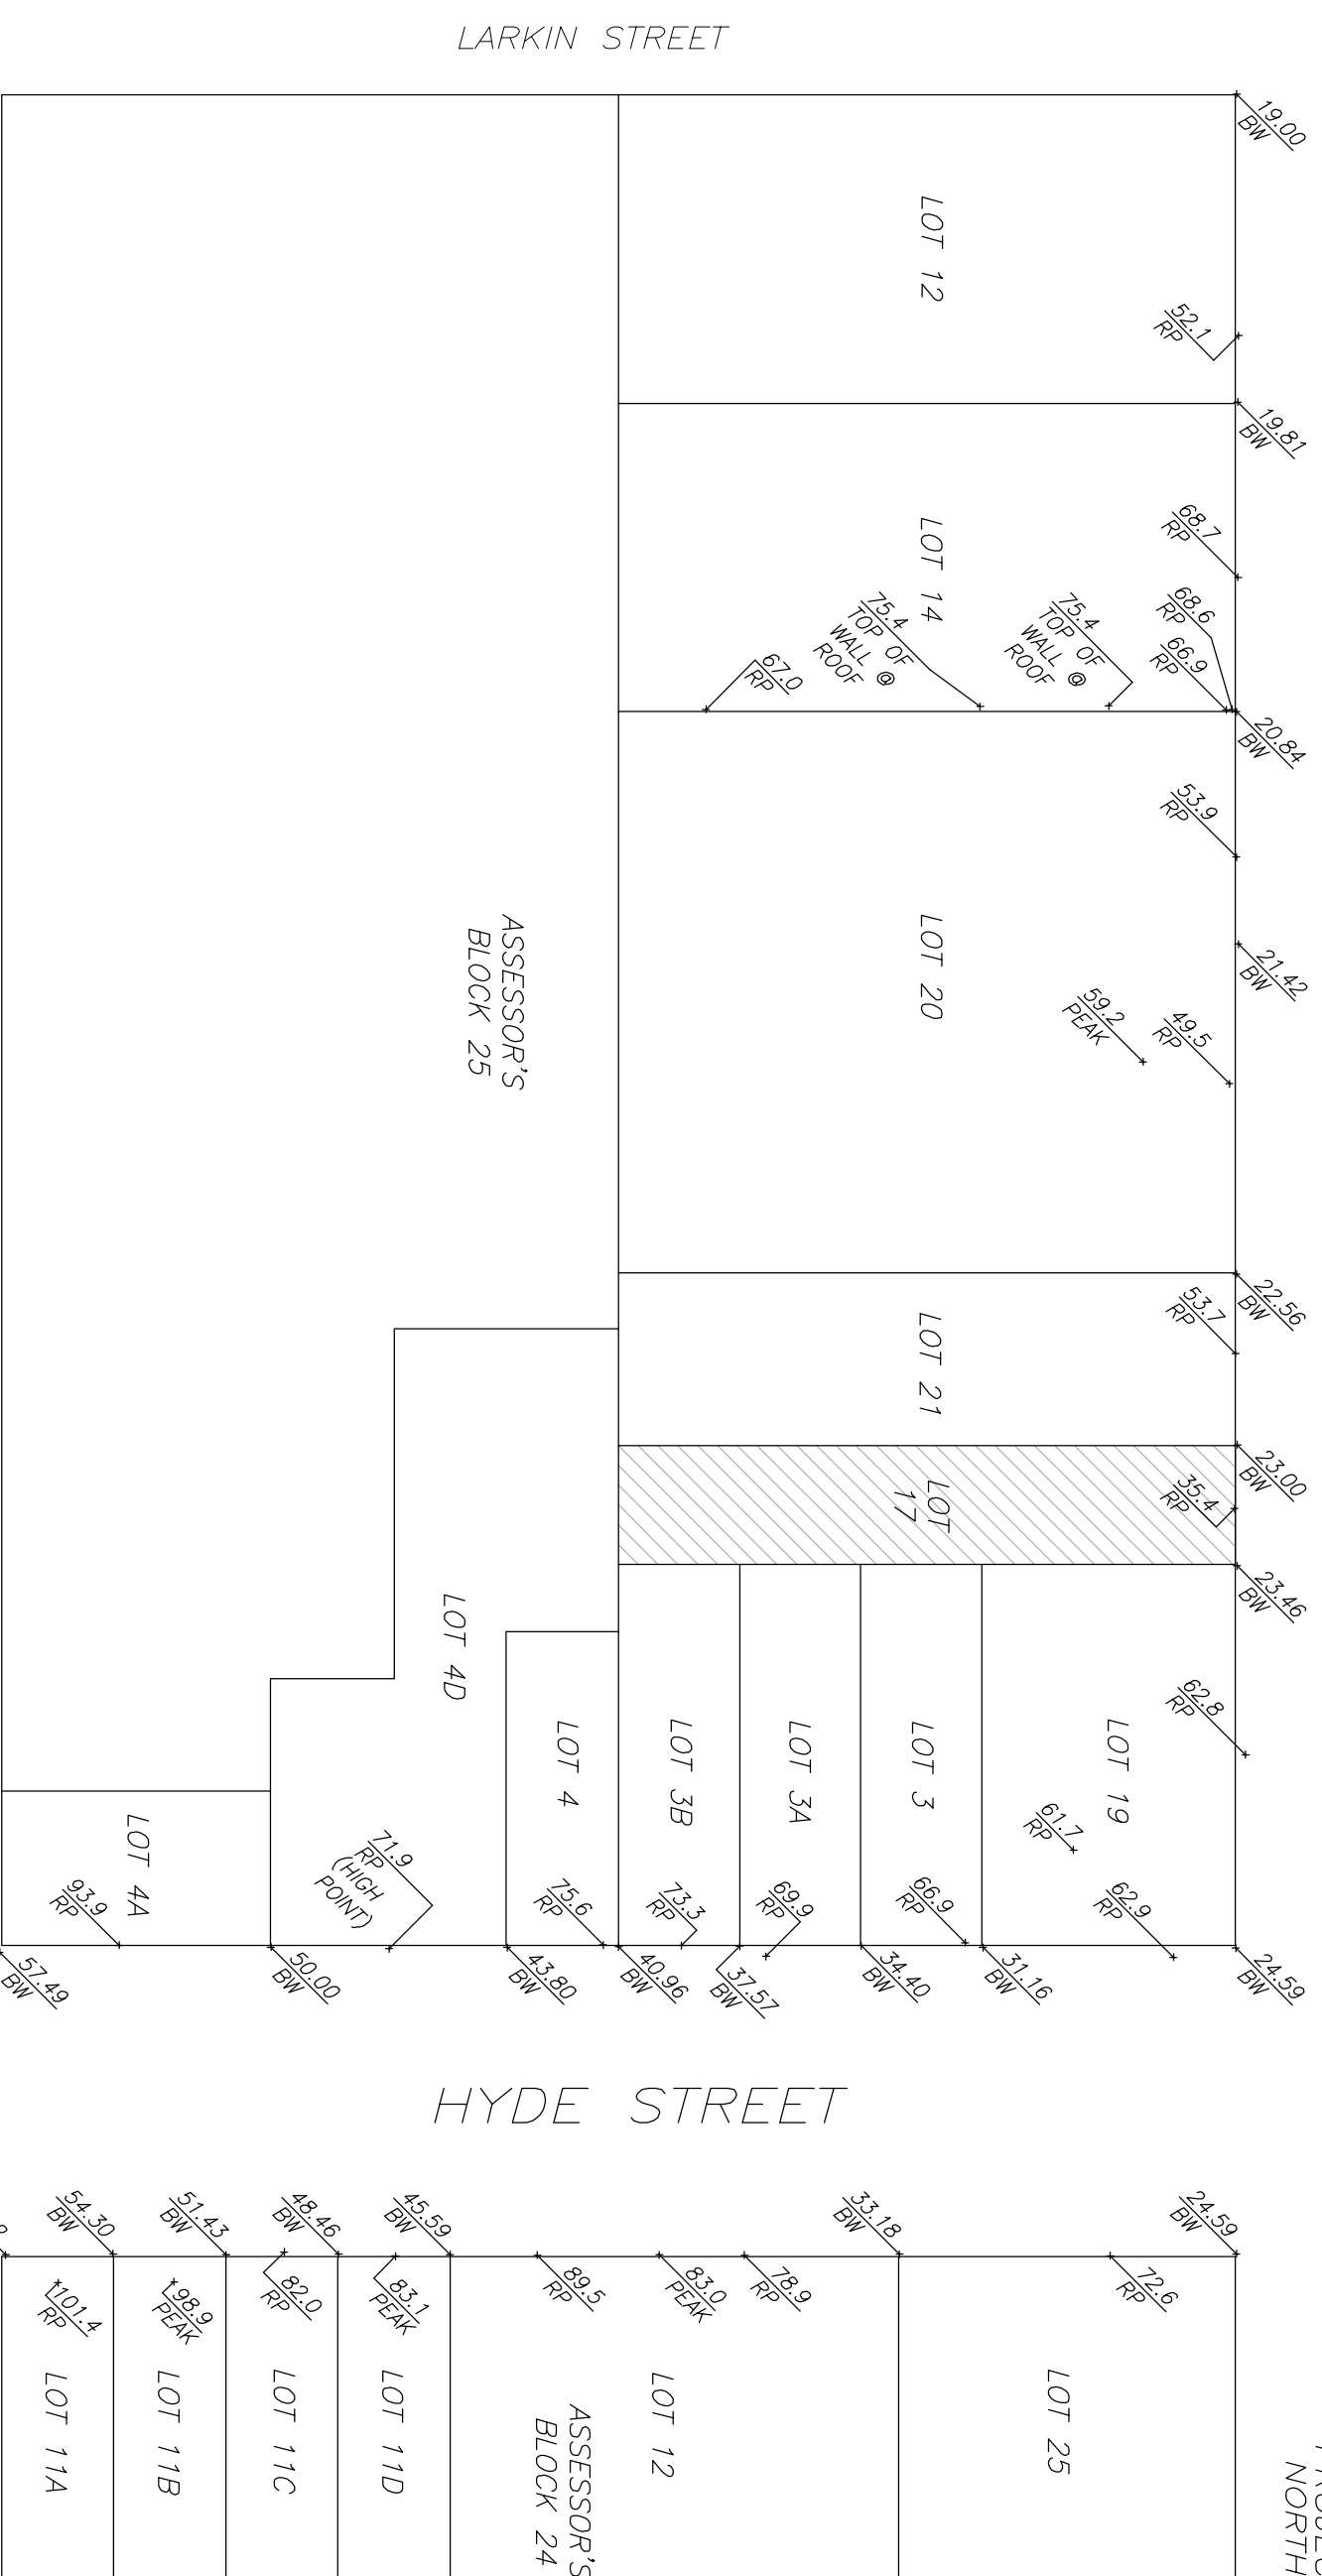 LARKIN STREET
19.00
BW
LOT 12
52.1
RP
19.81
BW
68.7
RP
LOT 14
75.4
TOP OF
WALL @
ROOF
75.4
TOP OF
WALL @
ROOF
68.6
RP
66.9
RP
67.0
RP
20.84
BW
53.9
RP
ASSESSOR'S
BLOCK 25
LOT 20
21.42
BW
59.2
PEAK
49.5
RP
22.56
BW
53.7
RP
LOT 21
23.00
BW
LOT
17
35.4
RP
23.46
BW
LOT 4D
62.8
RP
LOT 4
LOT 3B
LOT 3A
LOT 3
LOT 19
61.7
RP
LOT 4A
93.9
RP
71.9
RP
(HIGH
POINT)
75.6
RP
73.3
RP
69.9
RP
66.9
RP
62.9
RP
57.49
BW
50.00
BW
43.80
BW
40.96
BW
37.57
BW
34.40
BW
31.16
BW
24.59
BW
HYDE STREET
54.30
BW
51.43
BW
48.46
BW
45.59
BW
33.18
BW
24.59
BW
101.4
RP
98.9
PEAK
82.0
RP
83.1
PEAK
89.5
RP
83.0
PEAK
78.9
RP
72.6
RP
LOT 11A
LOT 11B
LOT 11C
LOT 11D
LOT 12
LOT 25
ASSESSOR'S
BLOCK 24
NORTH